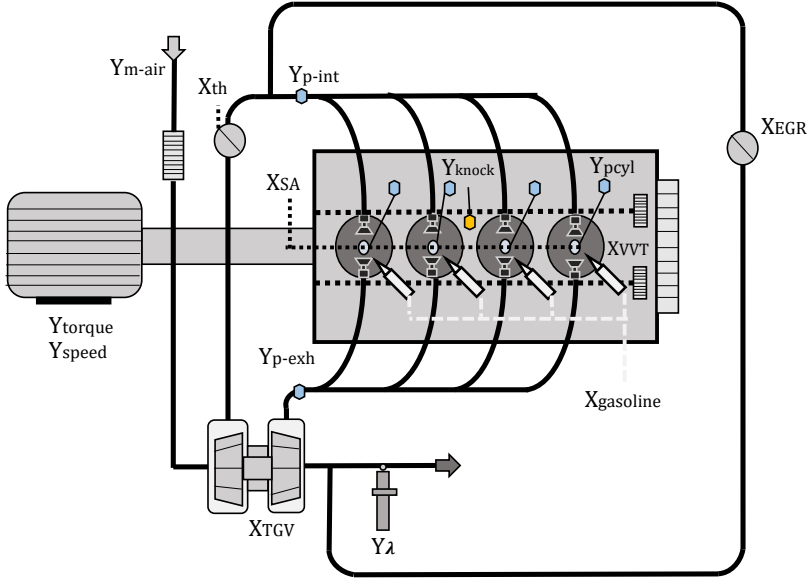 Ym-air
Xth
Yp-int
XEGR
XSA
Yknock
Ypcyl
XVVT
Ytorque
Yspeed
Yp-exh
Xgasoline
XTGV
Yλ